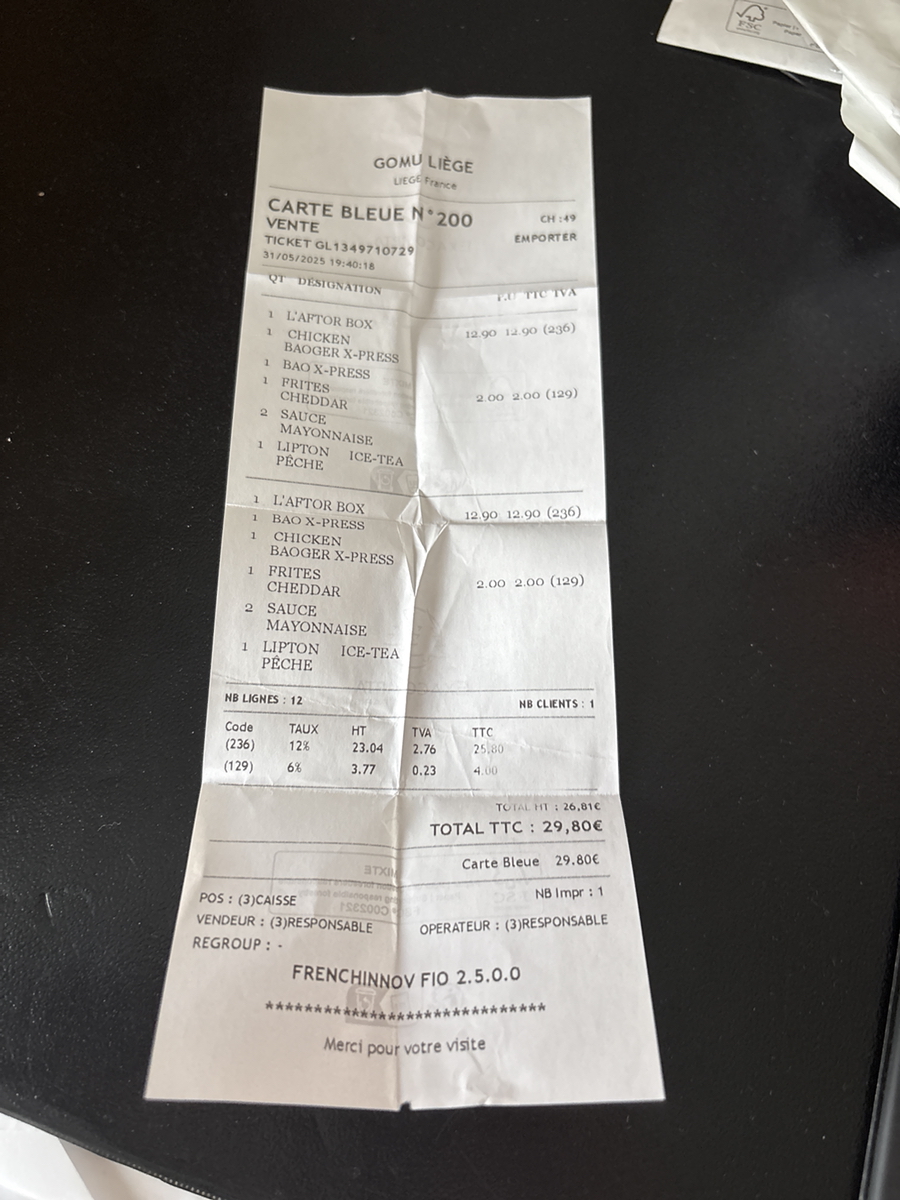 FSC
GOMU LIÈGE
LIEGE France
CARTE BLEUE N°200 CH :49
VENTE EMPORTER
TICKET GL1349710729
31/05/2025 19:40:18
QT DÉSIGNATION P.U TTC TVA
1 L'AFTOR BOX 12.90 12.90 (236)
1 CHICKEN
BAOGER X-PRESS
1 BAO X-PRESS
1 FRITES 2.00 2.00 (129)
CHEDDAR
2 SAUCE
MAYONNAISE
1 LIPTON ICE-TEA
PÊCHE
1 L'AFTOR BOX 12.90 12.90 (236)
1 BAO X-PRESS
1 CHICKEN
BAOGER X-PRESS
1 FRITES 2.00 2.00 (129)
CHEDDAR
2 SAUCE
MAYONNAISE
1 LIPTON ICE-TEA
PÊCHE
NB LIGNES : 12 NB CLIENTS : 1
Code TAUX HT TVA TTC
(236) 12% 23.04 2.76 25.80
(129) 6% 3.77 0.23 4.00
TOTAL HT : 26,81€
TOTAL TTC : 29,80€
Carte Bleue 29.80€
NB Impr : 1
POS : (3)CAISSE
VENDEUR : (3)RESPONSABLE OPERATEUR : (3)RESPONSABLE
REGROUP : -
FRENCHINNOV FIO 2.5.0.0
*****************************
Merci pour votre visite